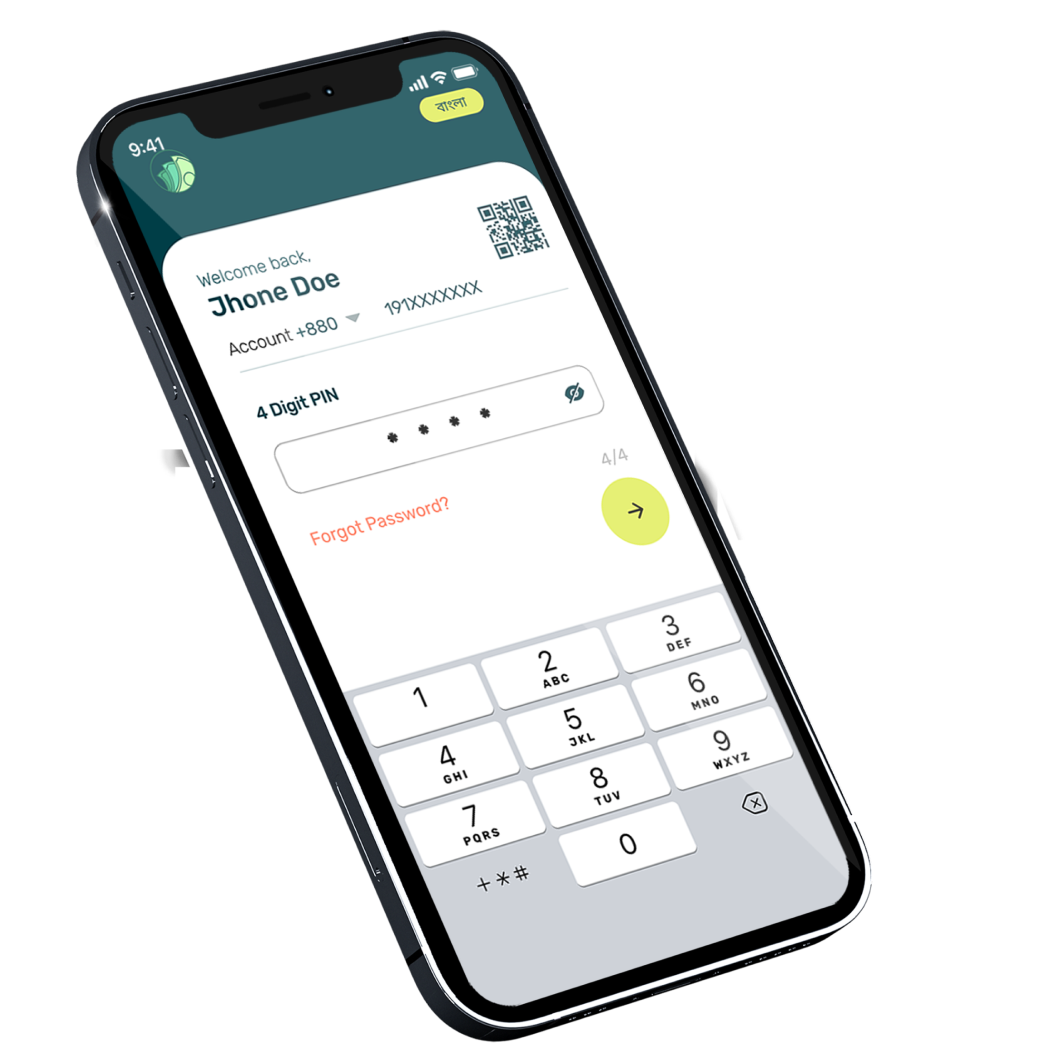 9:41
বাংলা
Welcome back,
Jhone Doe
Account +880 191XXXXXXX
4 Digit PIN
* * * *
4/4
Forgot Password?
1
2 ABC
3 DEF
4 GHI
5 JKL
6 MNO
7 PQRS
8 TUV
9 WXYZ
+*#
0